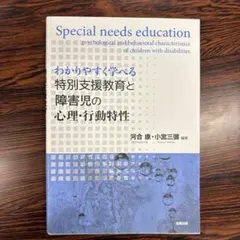 Special needs education
psychological and behavioral characteristics
of children with disabilities
わかりやすく学べる
特別支援教育と
障害児の
心理・行動特性
河合 康・小宮三彌 編著